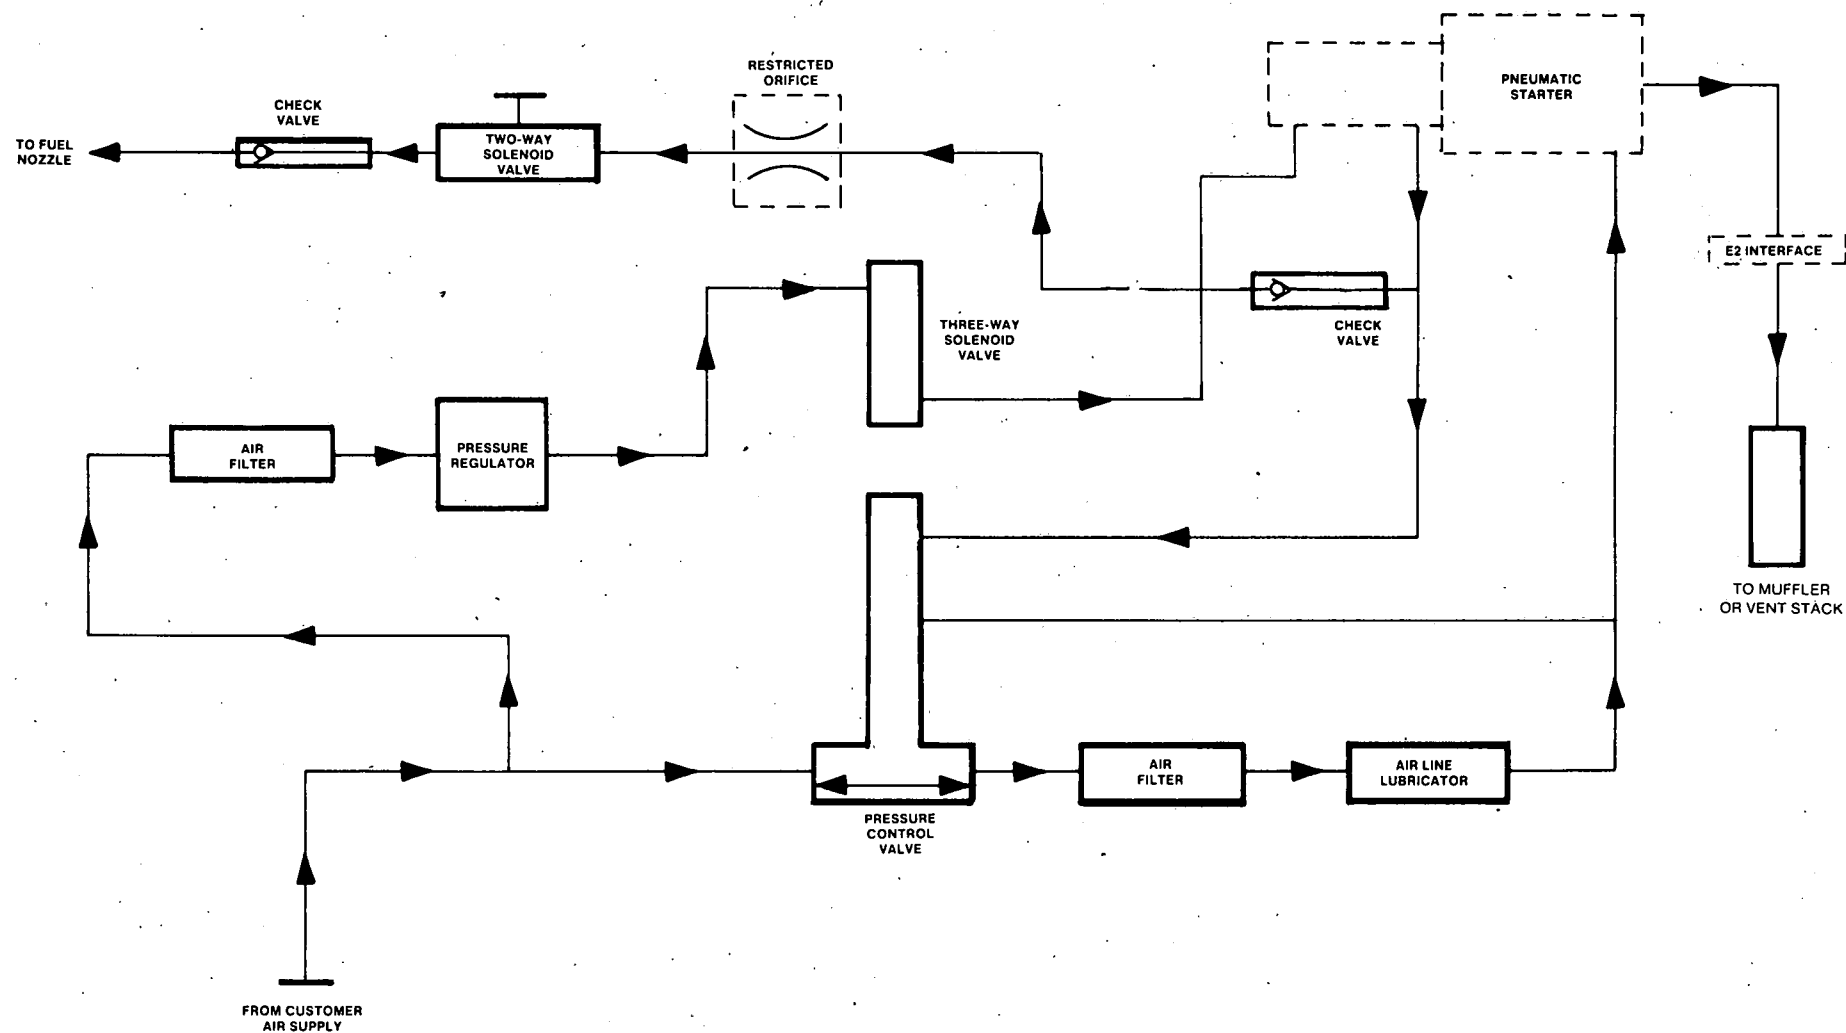 RESTRICTED
ORIFICE
PNEUMATIC
STARTER
CHECK
VALVE
TO FUEL
NOZZLE
TWO-WAY
SOLENOID
VALVE
E2 INTERFACE
THREE-WAY
SOLENOID
VALVE
CHECK
VALVE
AIR
FILTER
PRESSURE
REGULATOR
TO MUFFLER
OR VENT STACK
AIR
FILTER
AIR LINE
LUBRICATOR
PRESSURE
CONTROL
VALVE
FROM CUSTOMER
AIR SUPPLY